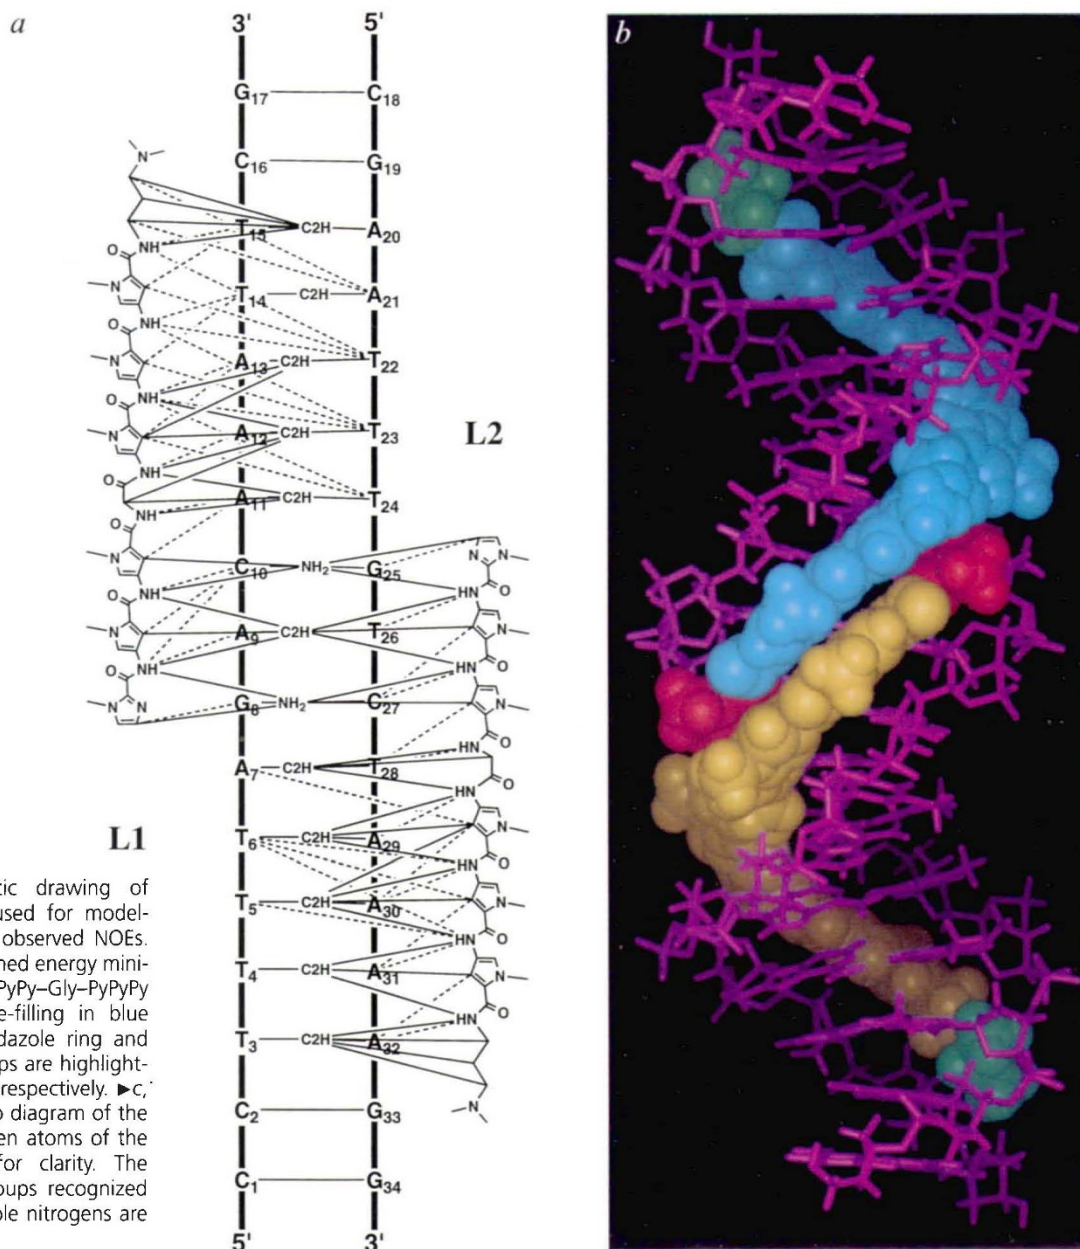 a
b
3' 5'
G17 C18
C16 G19
N
T15 C2H A20
O NH
N T14 C2H A21
O NH
N A13 C2H T22
O NH
N A12 C2H T23
L2
O NH
A11 C2H T24
O NH
N C10 NH2 G25 N N
O NH HN O
N A9 C2H T26 N
O NH HN O
N N G8 NH2 C27 N
HN O
A7 C2H T28
HN O
L1
T6 C2H A29 N
HN O
T5 C2H A30 N
HN O
T4 C2H A31 N
HN O
T3 C2H A32
N
C2 G33
C1 G34
5' 3'
tic drawing of
used for model-
observed NOEs.
ned energy mini-
PyPy–Gly–PyPyPy
e-filling in blue
dazole ring and
ps are highlight-
respectively. ►c,
o diagram of the
en atoms of the
for clarity. The
oups recognized
ble nitrogens are